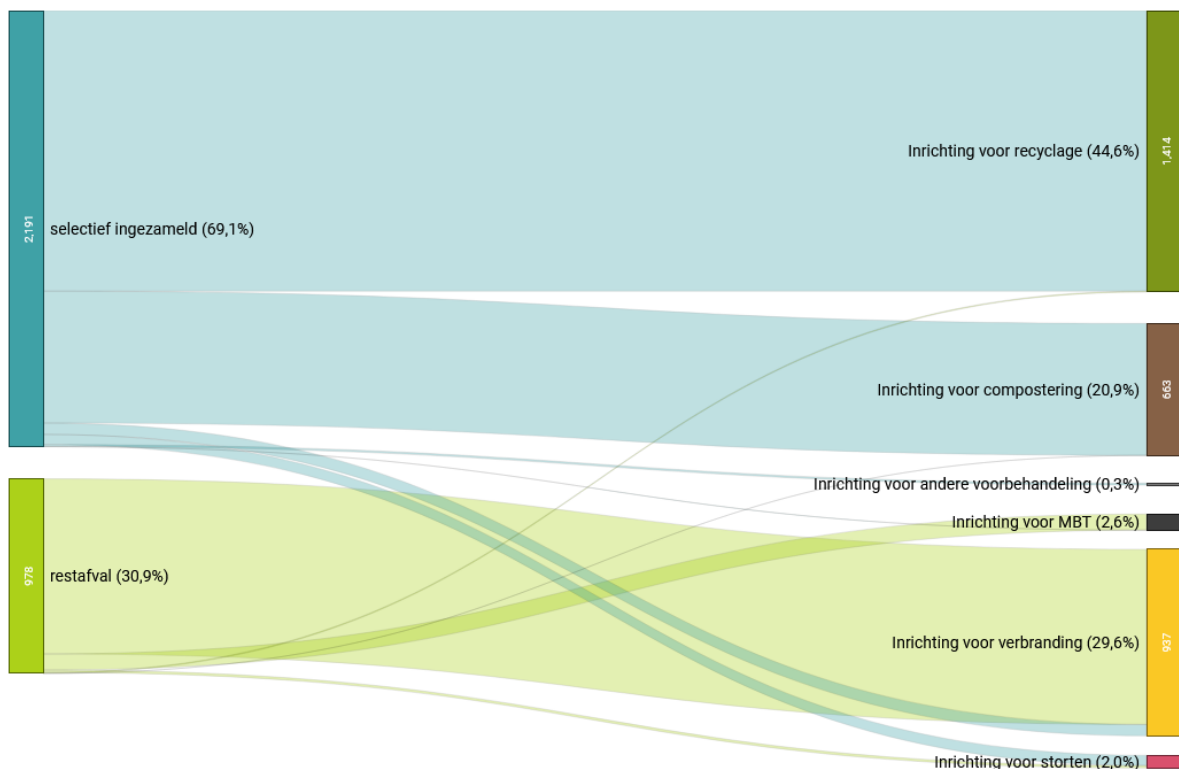 Inrichting voor recyclage (44,6%)
1,414
2,191
selectief ingezameld (69,1%)
Inrichting voor compostering (20,9%)
663
Inrichting voor andere voorbehandeling (0,3%)
Inrichting voor MBT (2,6%)
978
restafval (30,9%)
Inrichting voor verbranding (29,6%)
937
Inrichting voor storten (2,0%)